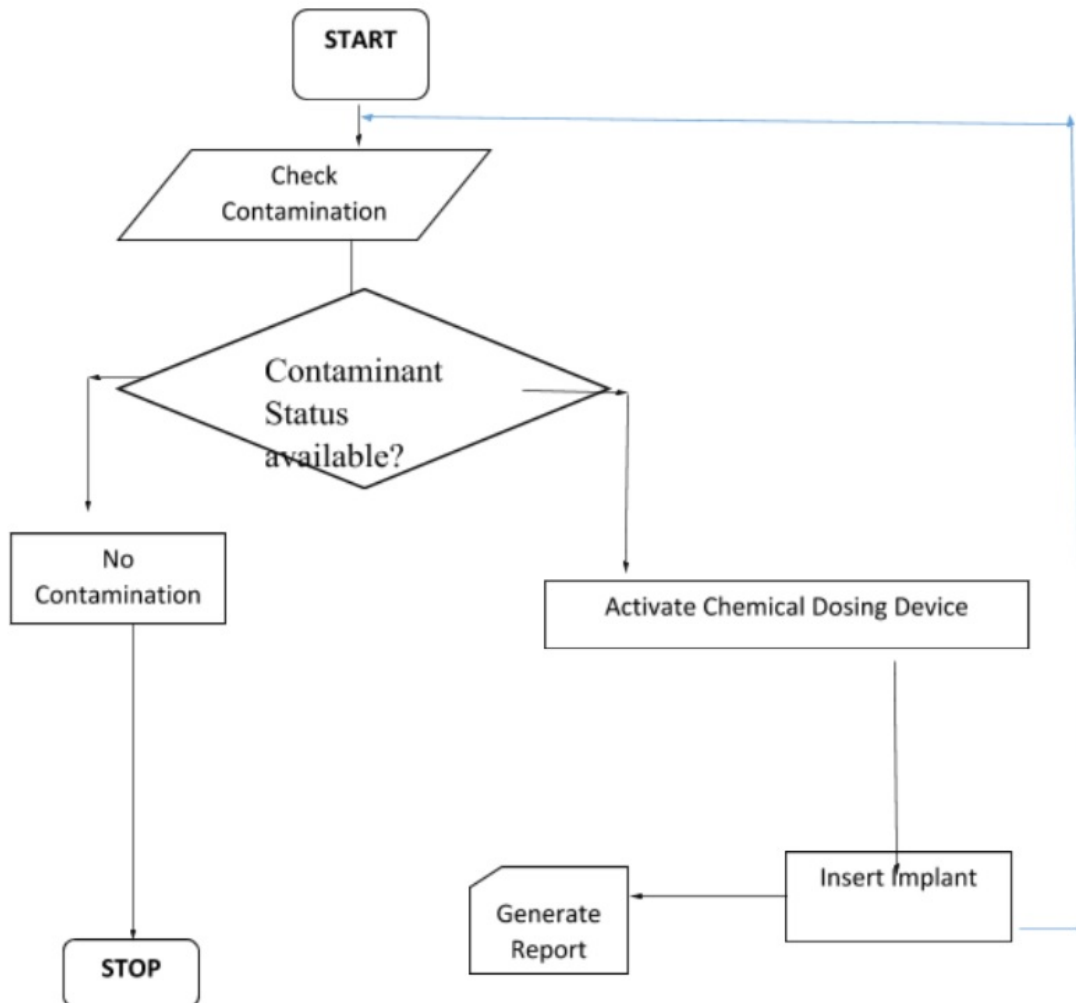 START
Check
Contamination
Contaminant
Status
available?
No
Contamination
Activate Chemical Dosing Device
Insert Implant
Generate
Report
STOP